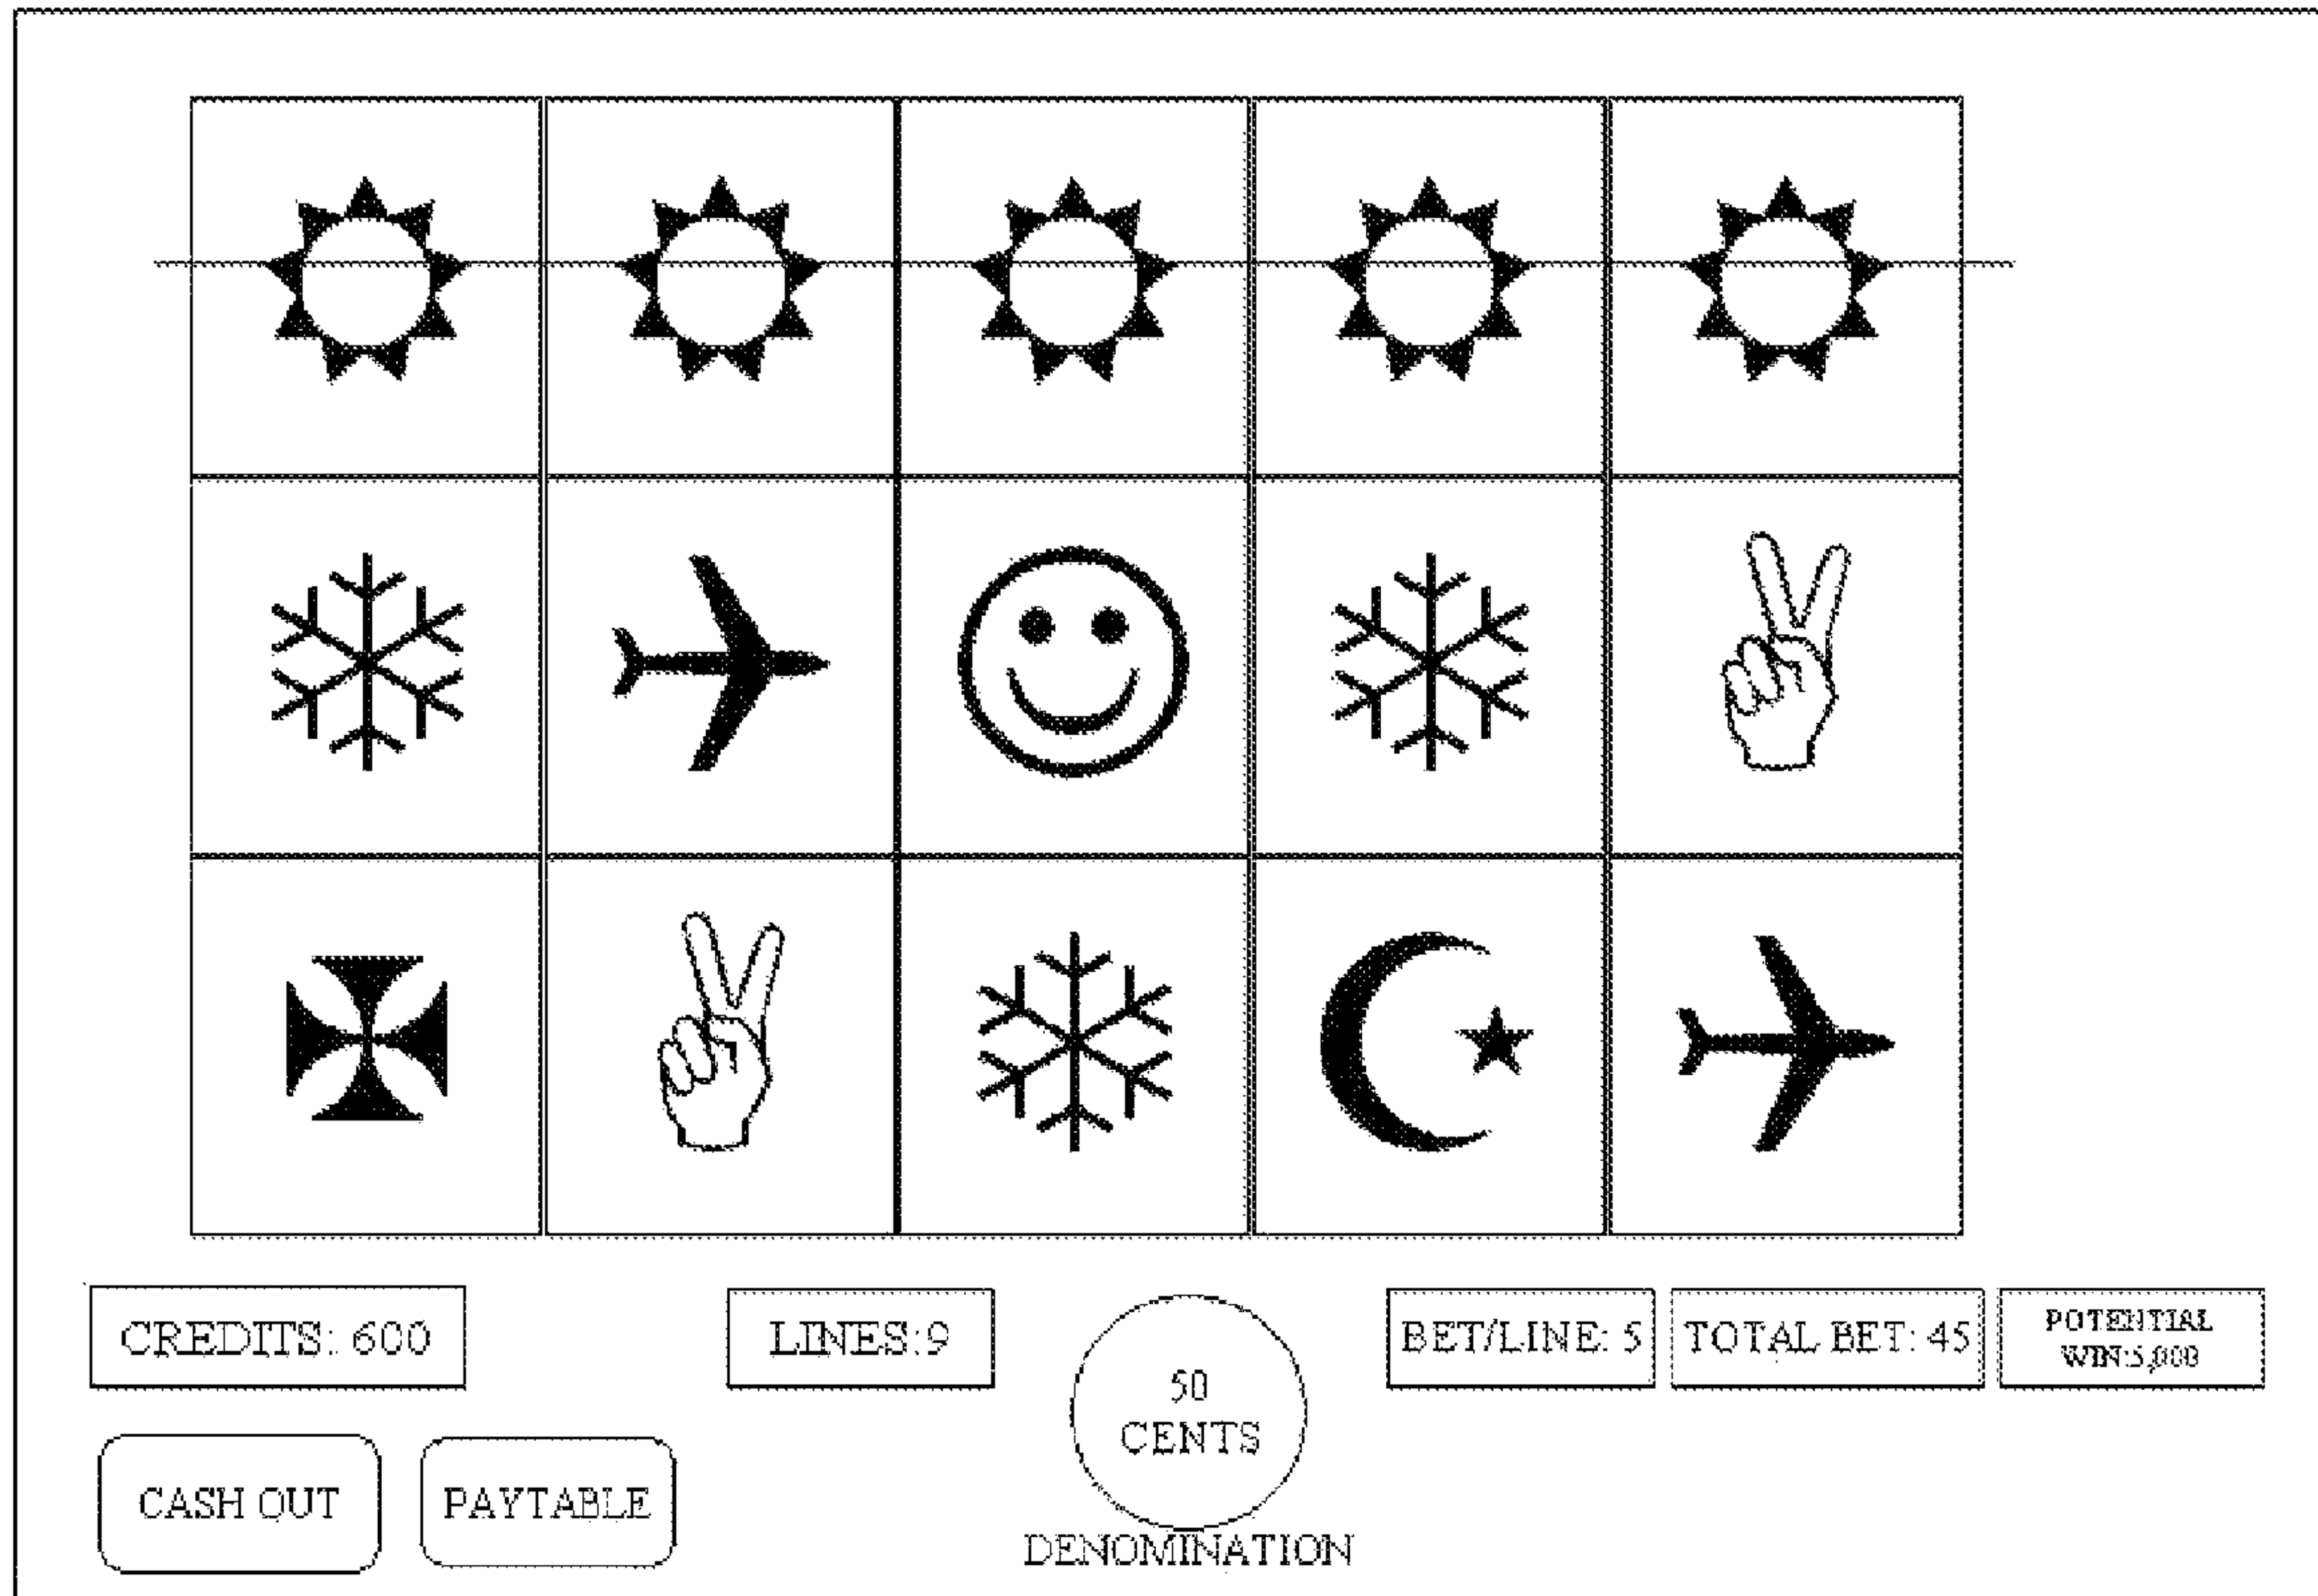 CREDITS: 600
LINES:9
50
CENTS
DENOMINATION
BET/LINE: 5
TOTAL BET: 45
POTENTIAL
WIN:5,000
CASH OUT
PAYTABLE